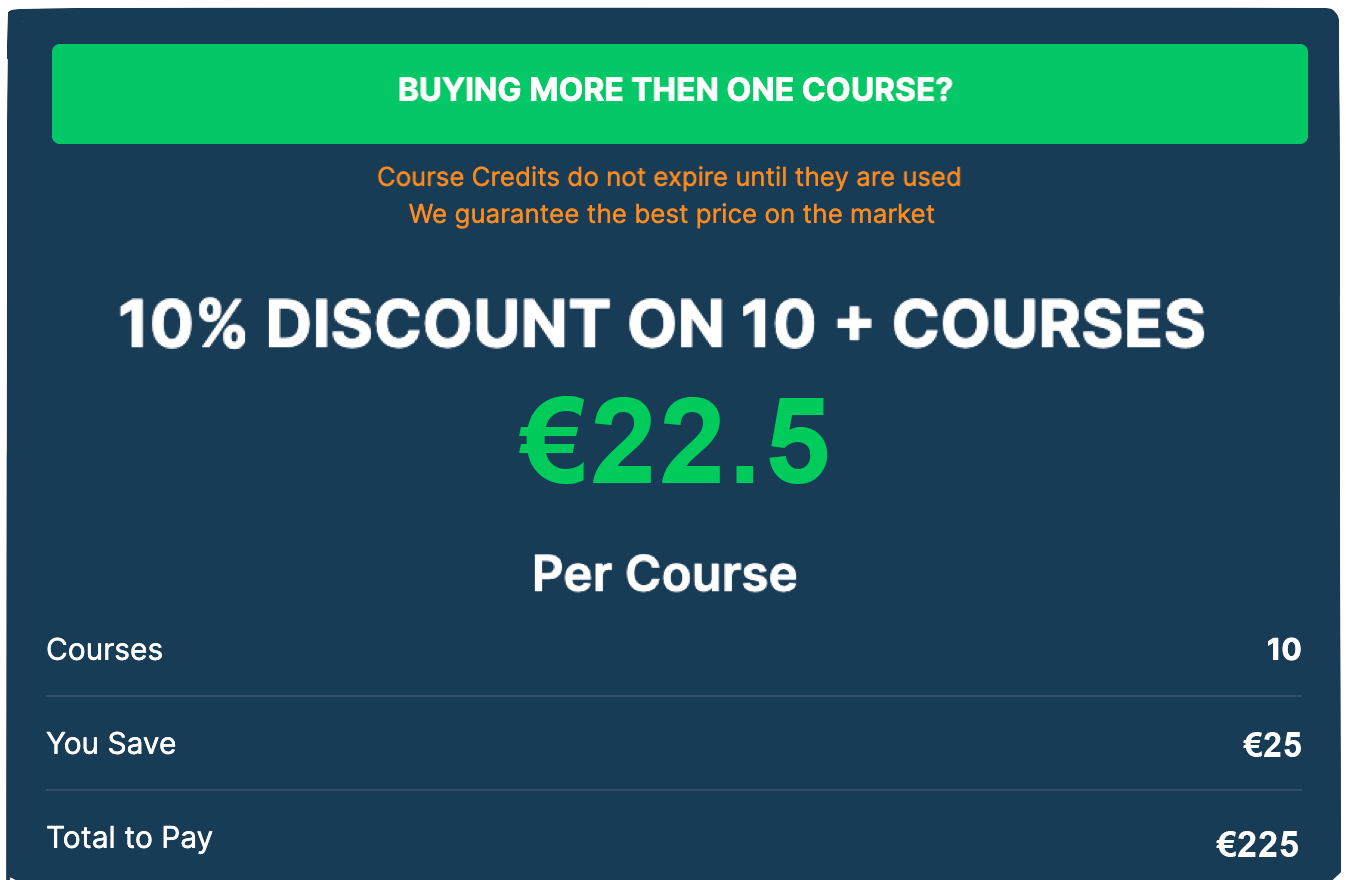 BUYING MORE THEN ONE COURSE?
Course Credits do not expire until they are used
We guarantee the best price on the market
10% DISCOUNT ON 10 + COURSES
€22.5
Per Course
Courses 10
You Save €25
Total to Pay €225